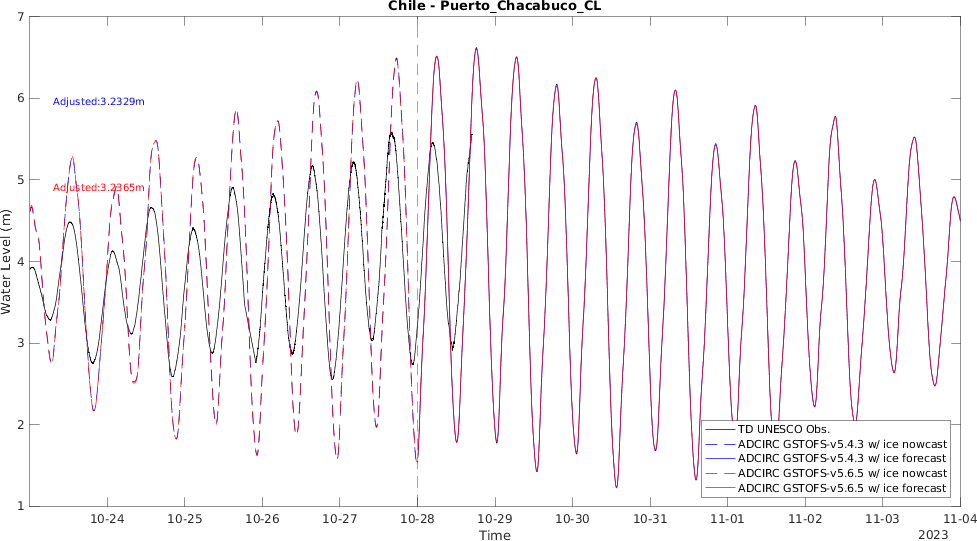 Chile - Puerto_Chacabuco_CL
7
6
5
4
3
2
1
Water Level (m)
Adjusted:3.2329m
Adjusted:3.2365m
TD UNESCO Obs.
ADCIRC GSTOFS-v5.4.3 w/ ice nowcast
ADCIRC GSTOFS-v5.4.3 w/ ice forecast
ADCIRC GSTOFS-v5.6.5 w/ ice nowcast
ADCIRC GSTOFS-v5.6.5 w/ ice forecast
10-24 10-25 10-26 10-27 10-28 10-29 10-30 10-31 11-01 11-02 11-03 11-04
Time
2023